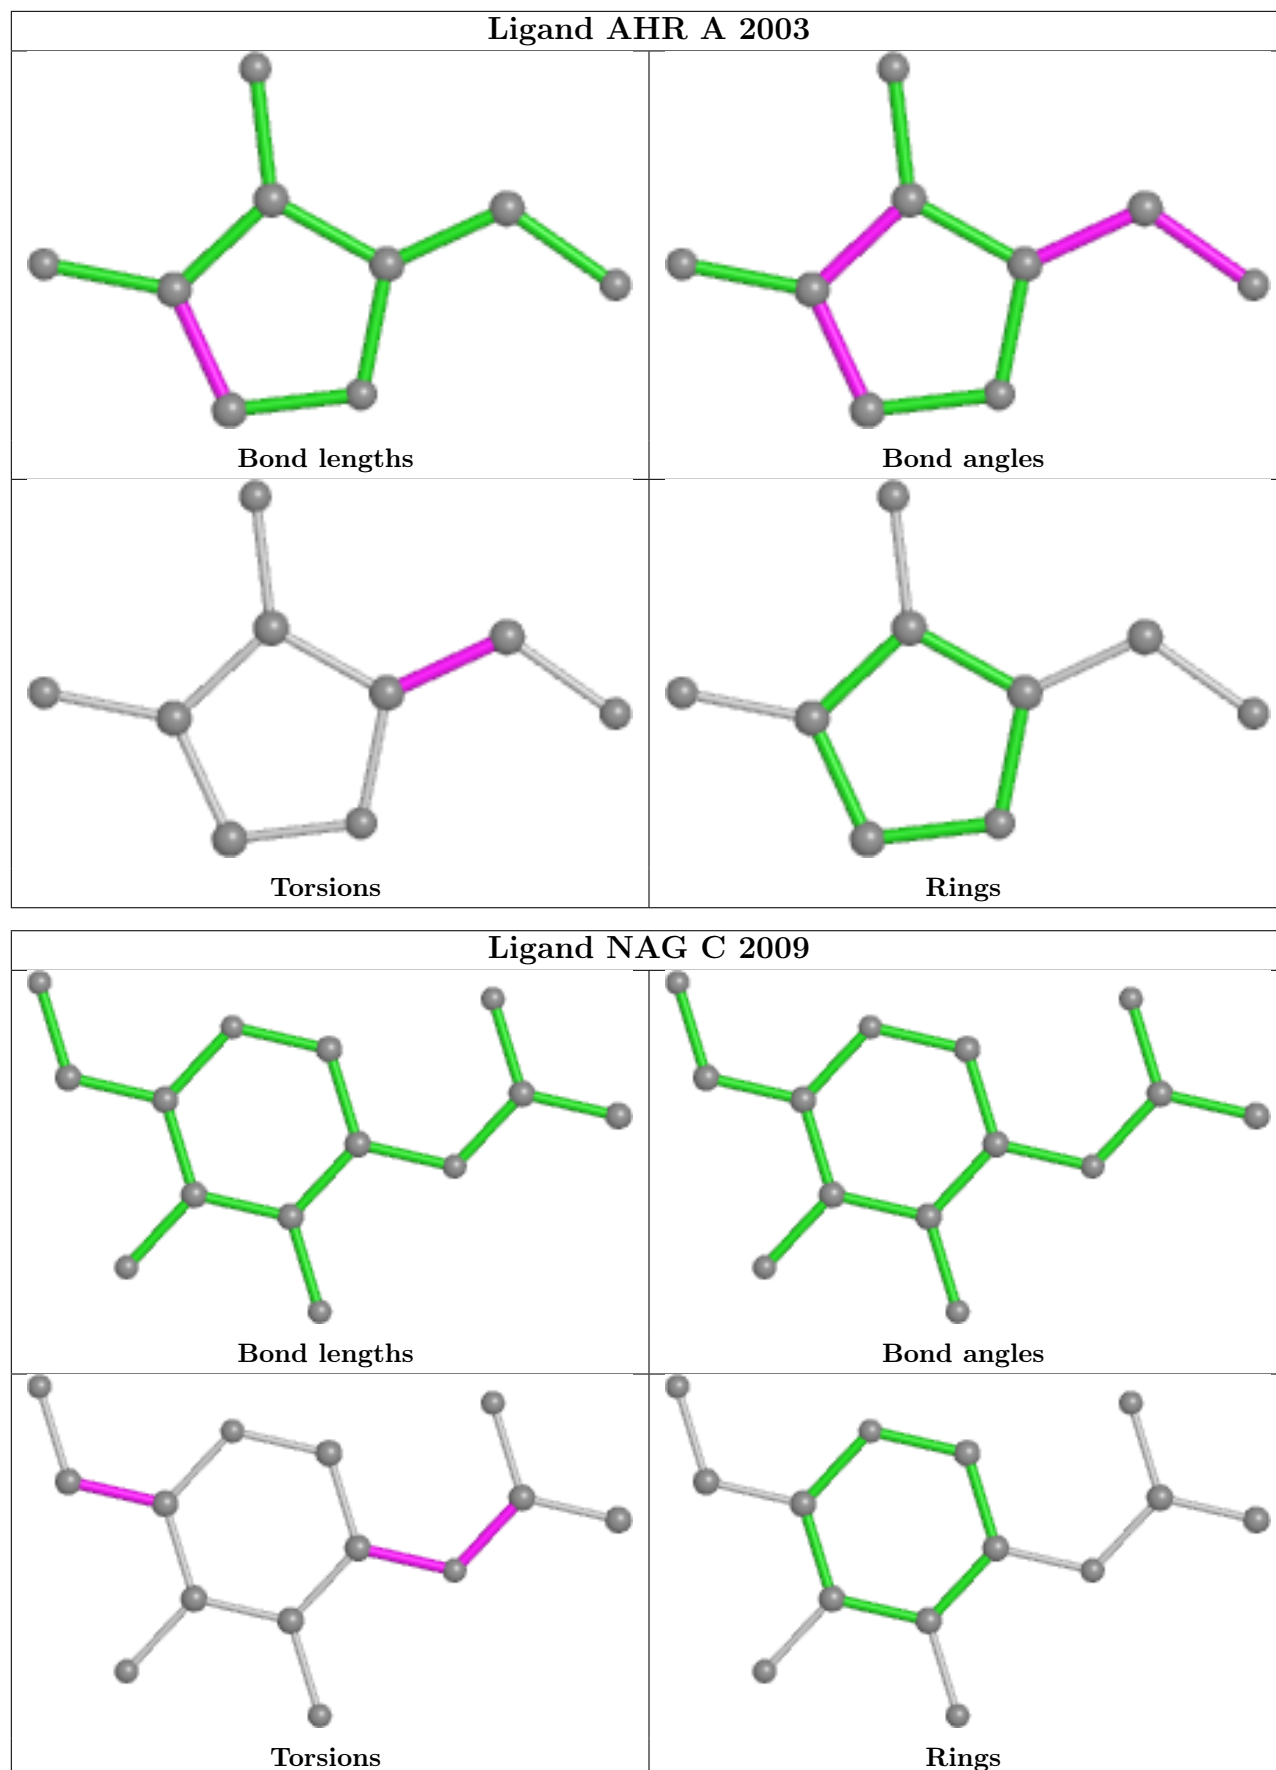 Ligand AHR A 2003
Bond lengths
Bond angles
Torsions
Rings
Ligand NAG C 2009
Bond lengths
Bond angles
Torsions
Rings